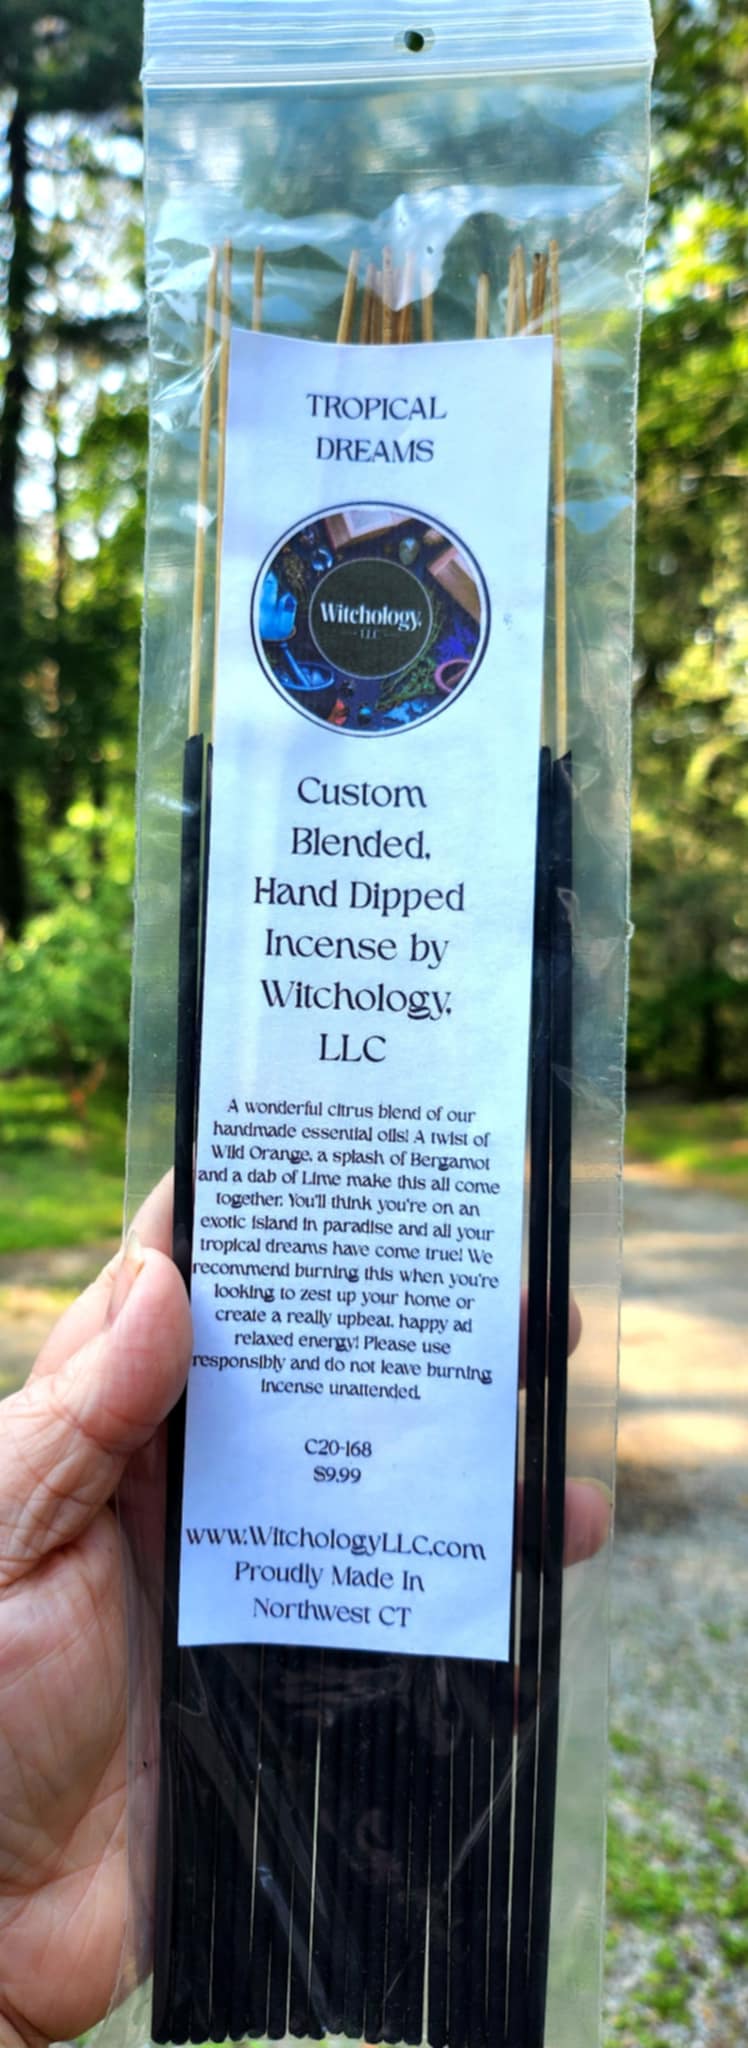 TROPICAL
DREAMS
Witchology,
LLC
Custom
Blended,
Hand Dipped
Incense by
Witchology,
LLC
A wonderful citrus blend of our
handmade essential oils! A twist of
Wild Orange, a splash of Bergamot
and a dab of Lime make this all come
together. You'll think you're on an
exotic island in paradise and all your
tropical dreams have come true! We
recommend burning this when you're
looking to zest up your home or
create a really upbeat, happy ad
relaxed energy! Please use
responsibly and do not leave burning
incense unattended.
C20-168
$9.99
www.WitchologyLLC.com
Proudly Made In
Northwest CT